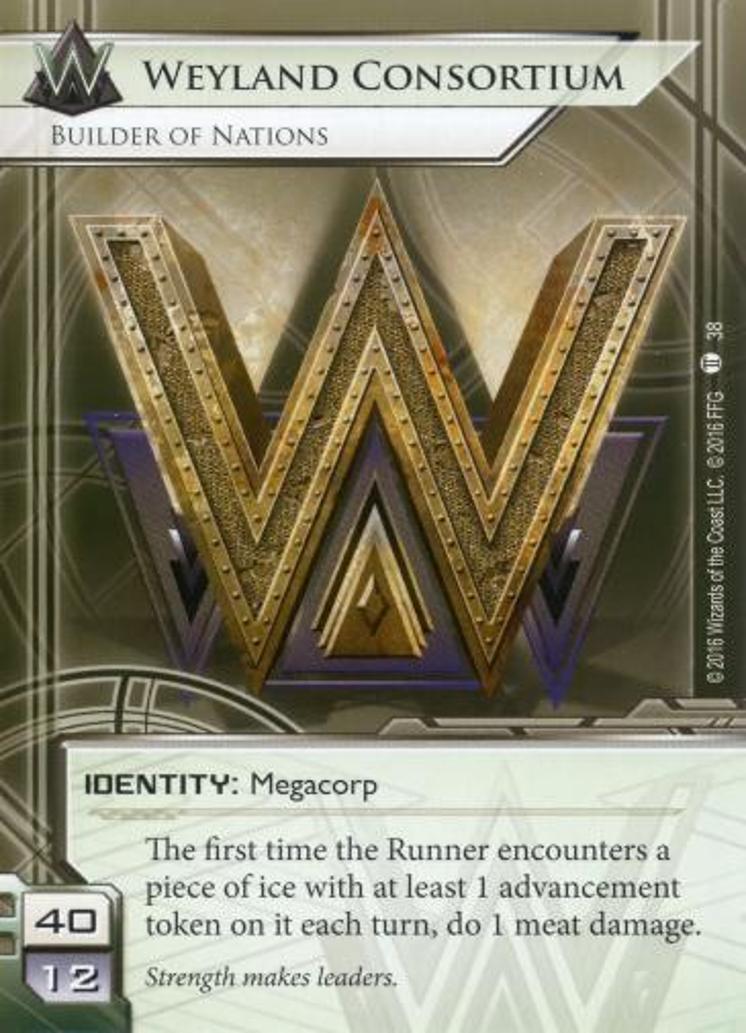 WEYLAND CONSORTIUM
BUILDER OF NATIONS
© 2016 Wizards of the Coast LLC. © 2016 FFG 38
IDENTITY: Megacorp
The first time the Runner encounters a
piece of ice with at least 1 advancement
token on it each turn, do 1 meat damage.
Strength makes leaders.
40
12